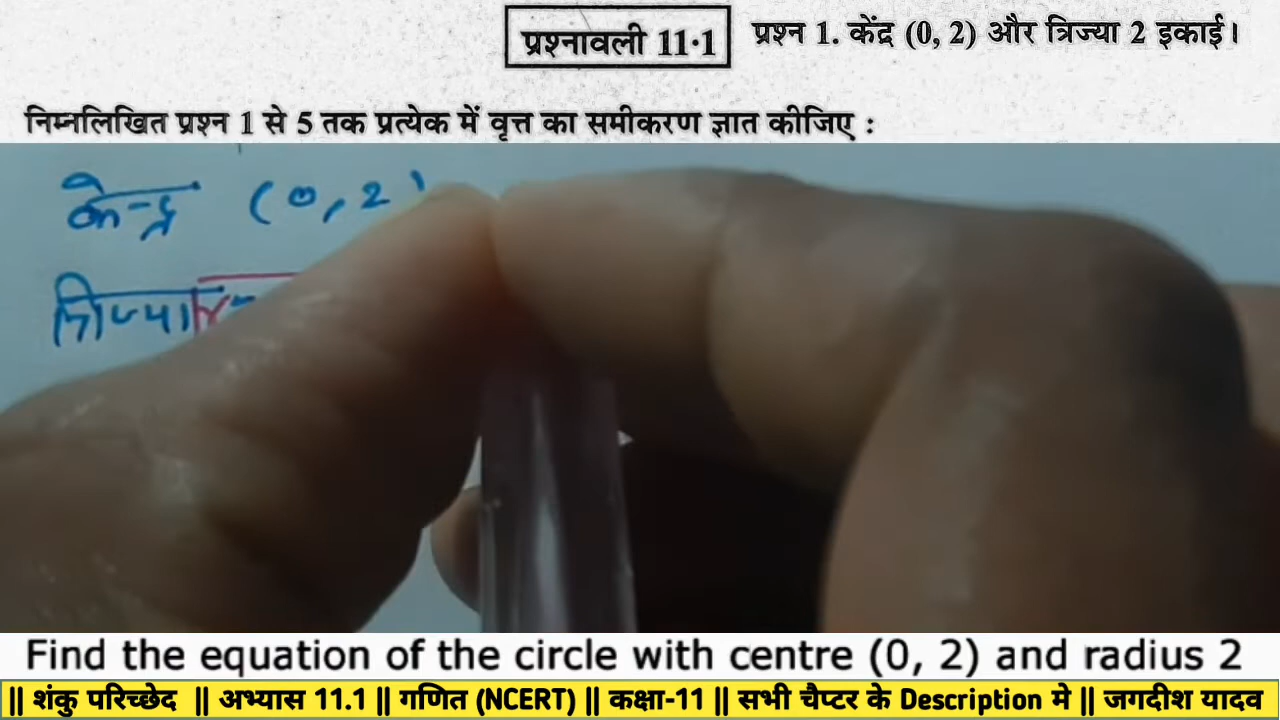 प्रश्नावली 11·1
प्रश्न 1. केंद्र (0, 2) और त्रिज्या 2 इकाई।
निम्नलिखित प्रश्न 1 से 5 तक प्रत्येक में वृत्त का समीकरण ज्ञात कीजिए :
केन्द्र (0, 2)
त्रिज्या
Find the equation of the circle with centre (0, 2) and radius 2
|| शंकु परिच्छेद || अभ्यास 11.1 || गणित (NCERT) || कक्षा-11 || सभी चैप्टर के Description मे || जगदीश यादव